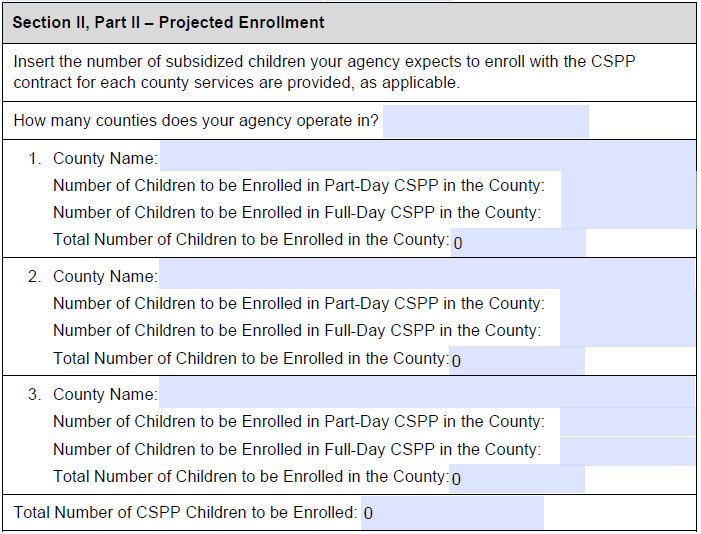 Section II, Part II – Projected Enrollment
Insert the number of subsidized children your agency expects to enroll with the CSPP
contract for each county services are provided, as applicable.
How many counties does your agency operate in?
1. County Name:
Number of Children to be Enrolled in Part-Day CSPP in the County:
Number of Children to be Enrolled in Full-Day CSPP in the County:
Total Number of Children to be Enrolled in the County: 0
2. County Name:
Number of Children to be Enrolled in Part-Day CSPP in the County:
Number of Children to be Enrolled in Full-Day CSPP in the County:
Total Number of Children to be Enrolled in the County: 0
3. County Name:
Number of Children to be Enrolled in Part-Day CSPP in the County:
Number of Children to be Enrolled in Full-Day CSPP in the County:
Total Number of Children to be Enrolled in the County: 0
Total Number of CSPP Children to be Enrolled: 0